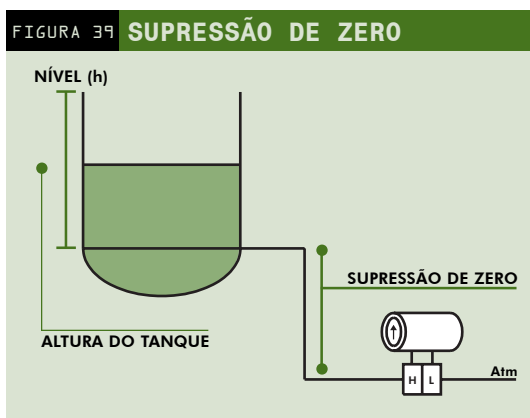 FIGURA 39 SUPRESSÃO DE ZERO
NÍVEL (h)
SUPRESSÃO DE ZERO
ALTURA DO TANQUE
H L
Atm